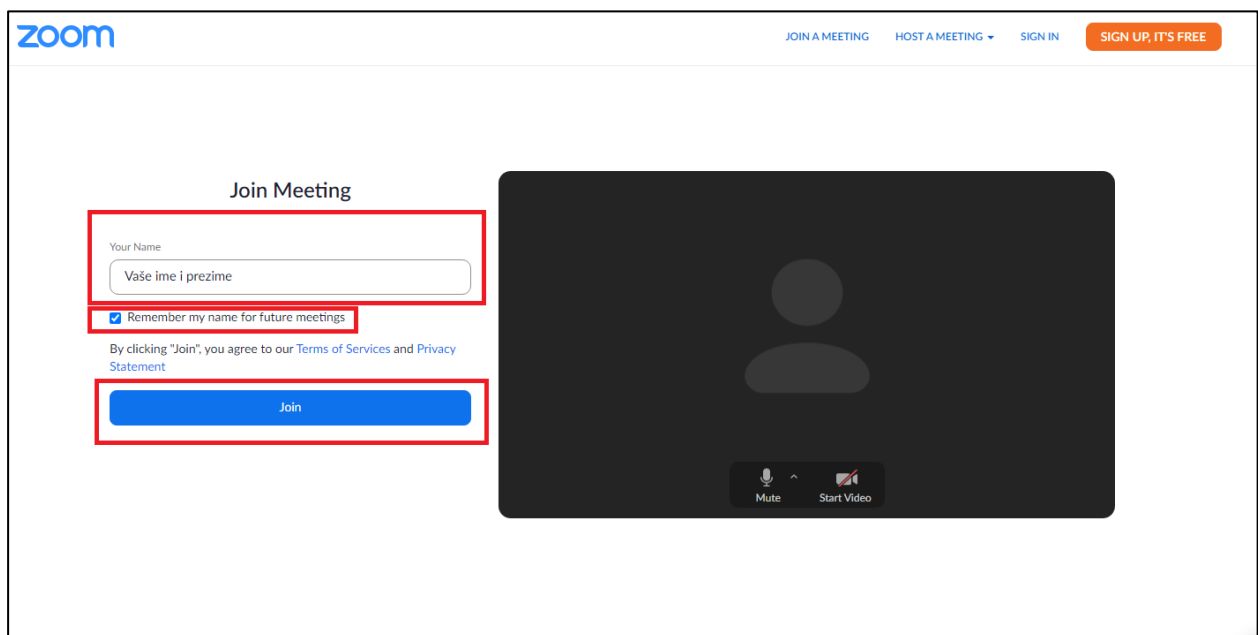 zoom
JOIN A MEETING HOST A MEETING SIGN IN SIGN UP, IT'S FREE
Join Meeting
Your Name
Vaše ime i prezime
Remember my name for future meetings
By clicking "Join", you agree to our Terms of Services and Privacy
Statement
Join
Mute Start Video